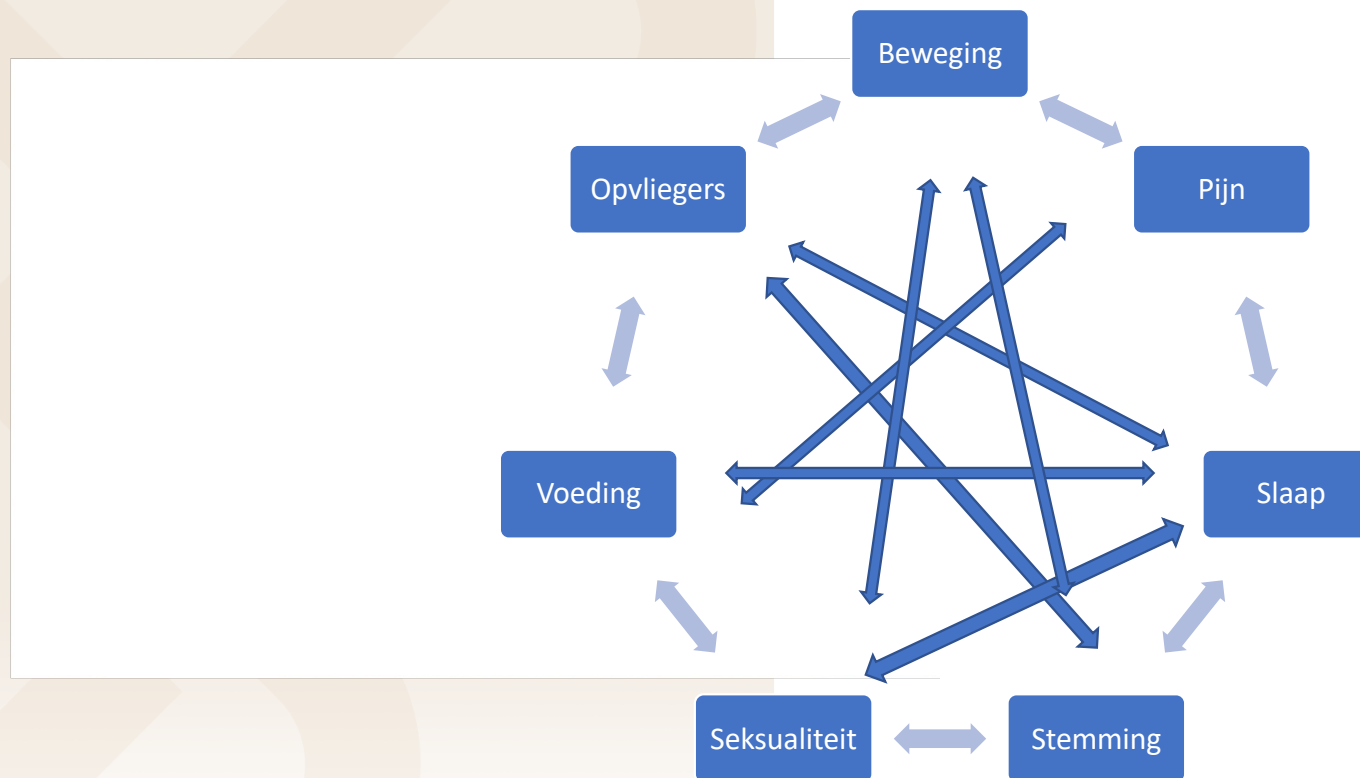 Beweging
Opvliegers
Pijn
Voeding
Slaap
Seksualiteit
Stemming